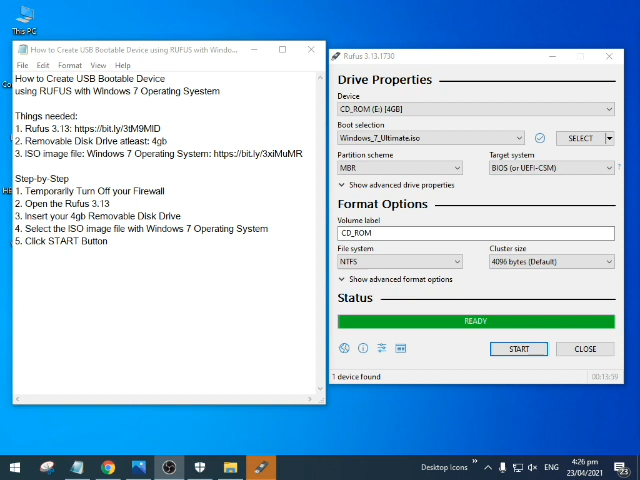 This PC
How to Create USB Bootable Device using RUFUS with Windo...
File Edit Format View Help
How to Create USB Bootable Device
using RUFUS with Windows 7 Operating Syestem
Things needed:
1. Rufus 3.13: https://bit.ly/3tM9MlD
2. Removable Disk Drive atleast: 4gb
3. ISO image file: Windows 7 Operating System: https://bit.ly/3xiMuMR
Step-by-Step
1. Temporarily Turn Off your Firewall
2. Open the Rufus 3.13
3. Insert your 4gb Removable Disk Drive
4. Select the ISO image file with Windows 7 Operating System
5. Click START Button
Rufus 3.13.1730
Drive Properties
Device
CD_ROM (E:) [4GB]
Boot selection
Windows_7_Ultimate.iso
SELECT
Partition scheme
Target system
MBR
BIOS (or UEFI-CSM)
?
Show advanced drive properties
Format Options
Volume label
CD_ROM
File system
Cluster size
NTFS
4096 bytes (Default)
Show advanced format options
Status
READY
START
CLOSE
1 device found
00:13:59
Desktop Icons
ENG
4:26 pm
23/04/2021
23